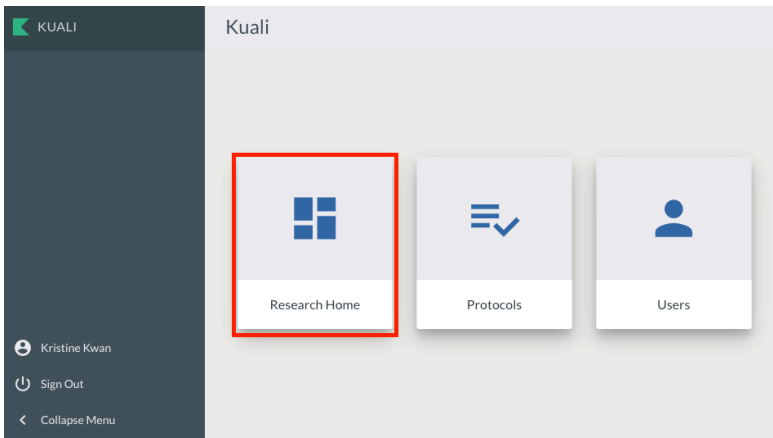 KUALI
Kuali
Research Home
Protocols
Users
Kristine Kwan
Sign Out
Collapse Menu